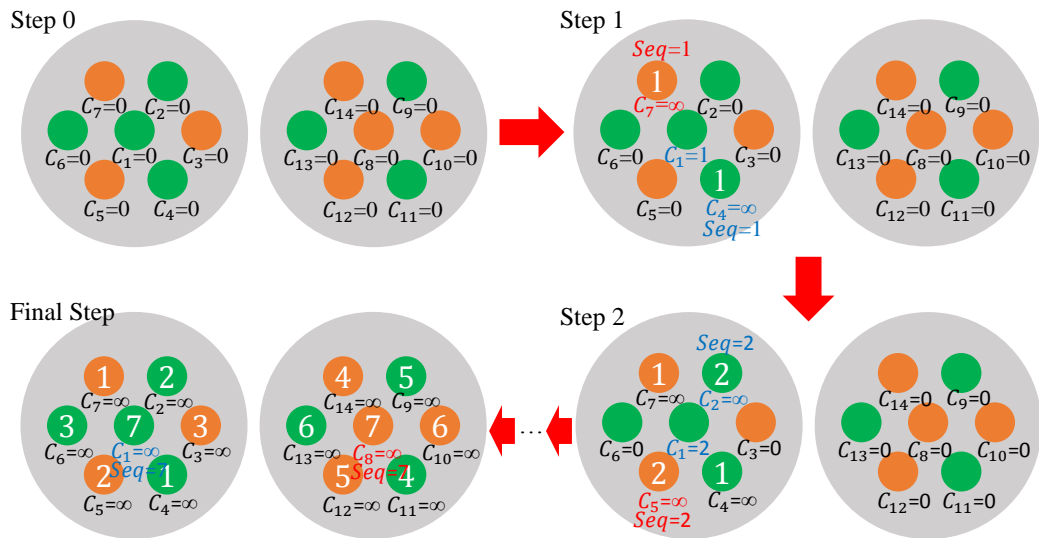 Step 0
C₇=0 C₂=0
C₆=0 C₁=0 C₃=0
C₅=0 C₄=0
C₁₄=0 C₉=0
C₁₃=0 C₈=0 C₁₀=0
C₁₂=0 C₁₁=0
Step 1
Seq=1
1
C₇=∞ C₂=0
C₆=0 C₁=1 C₃=0
1
C₅=0 C₄=∞
Seq=1
C₁₄=0 C₉=0
C₁₃=0 C₈=0 C₁₀=0
C₁₂=0 C₁₁=0
Final Step
1 2
C₇=∞ C₂=∞
3 7 3
C₆=∞ C₁=∞ C₃=∞
Seq=7
2 1
C₅=∞ C₄=∞
4 5
C₁₄=∞ C₉=∞
6 7 6
C₁₃=∞ C₈=∞ C₁₀=∞
Seq=7
5 4
C₁₂=∞ C₁₁=∞
...
Step 2
Seq=2
1 2
C₇=∞ C₂=∞
C₆=0 C₁=2 C₃=0
2 1
C₅=∞ C₄=∞
Seq=2
C₁₄=0 C₉=0
C₁₃=0 C₈=0 C₁₀=0
C₁₂=0 C₁₁=0